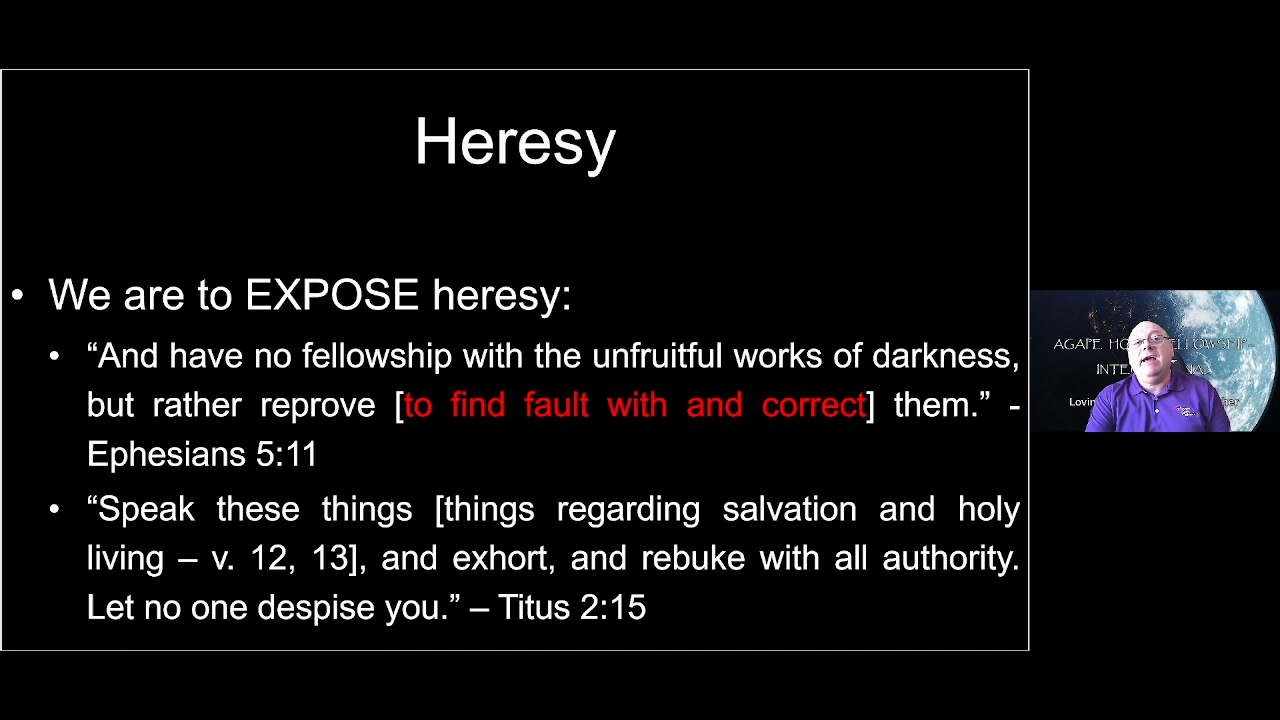 Heresy
• We are to EXPOSE heresy:
• “And have no fellowship with the unfruitful works of darkness,
but rather reprove [to find fault with and correct] them.” -
Ephesians 5:11
• “Speak these things [things regarding salvation and holy
living – v. 12, 13], and exhort, and rebuke with all authority.
Let no one despise you.” – Titus 2:15
AGAPE